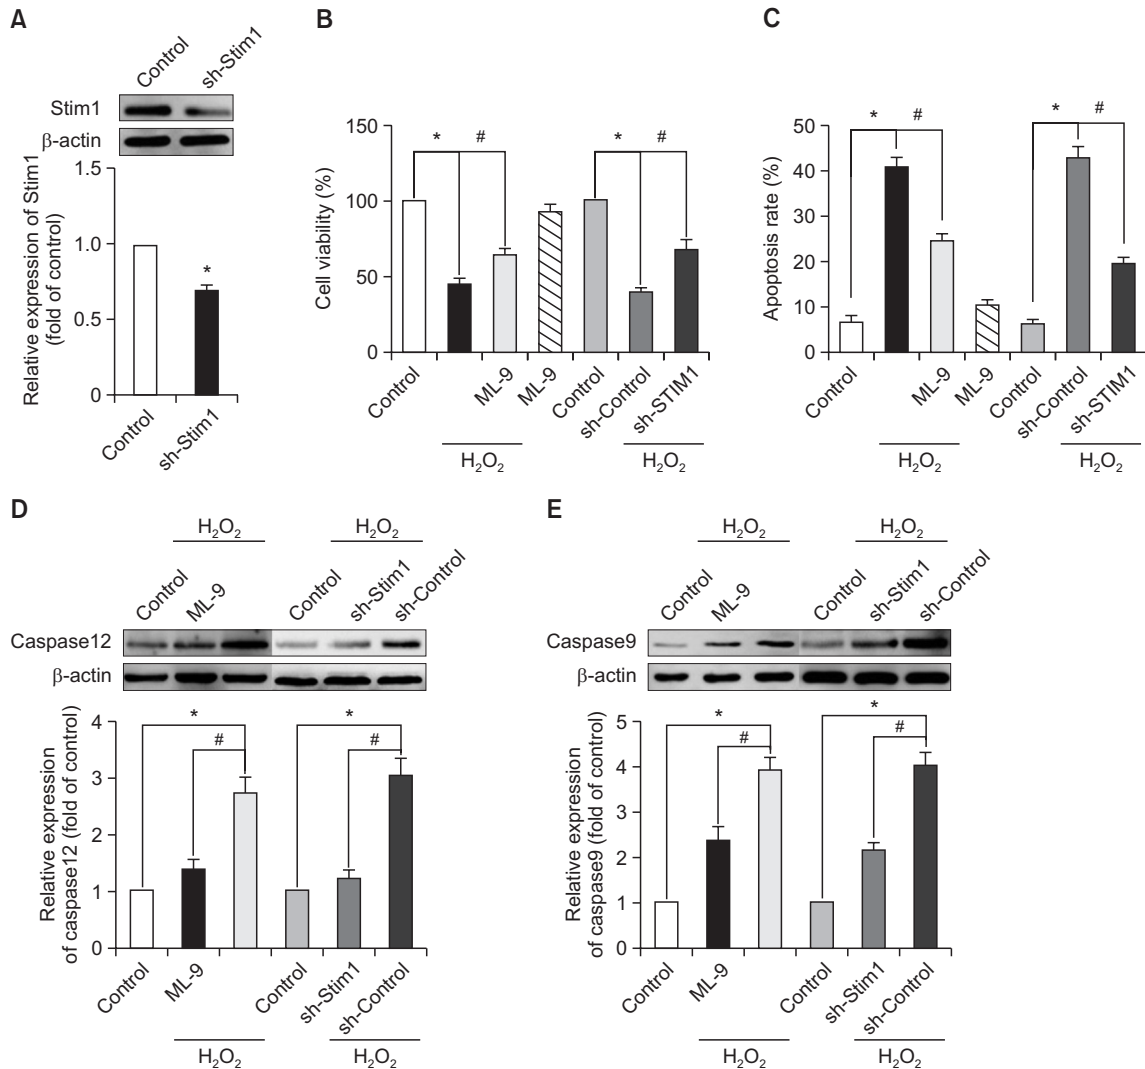 A
Control
sh-Stim1
Stim1
β-actin
Relative expression of Stim1
(fold of control)
1.5
1.0
0.5
0
*
Control
sh-Stim1
B
Cell viability (%)
150
100
50
0
*
#
*
#
Control
ML-9
ML-9
Control
sh-Control
sh-STIM1
H₂O₂
H₂O₂
C
Apoptosis rate (%)
50
40
30
20
10
0
*
#
*
#
Control
ML-9
ML-9
Control
sh-Control
sh-STIM1
H₂O₂
H₂O₂
D
H₂O₂
H₂O₂
Control
ML-9
Control
sh-Stim1
sh-Control
Caspase12
β-actin
Relative expression
of caspase12 (fold of control)
4
3
2
1
0
*
#
*
#
Control
ML-9
Control
sh-Stim1
sh-Control
H₂O₂
H₂O₂
E
H₂O₂
H₂O₂
Control
ML-9
Control
sh-Stim1
sh-Control
Caspase9
β-actin
Relative expression
of caspase9 (fold of control)
5
4
3
2
1
0
*
#
*
#
Control
ML-9
Control
sh-Stim1
sh-Control
H₂O₂
H₂O₂